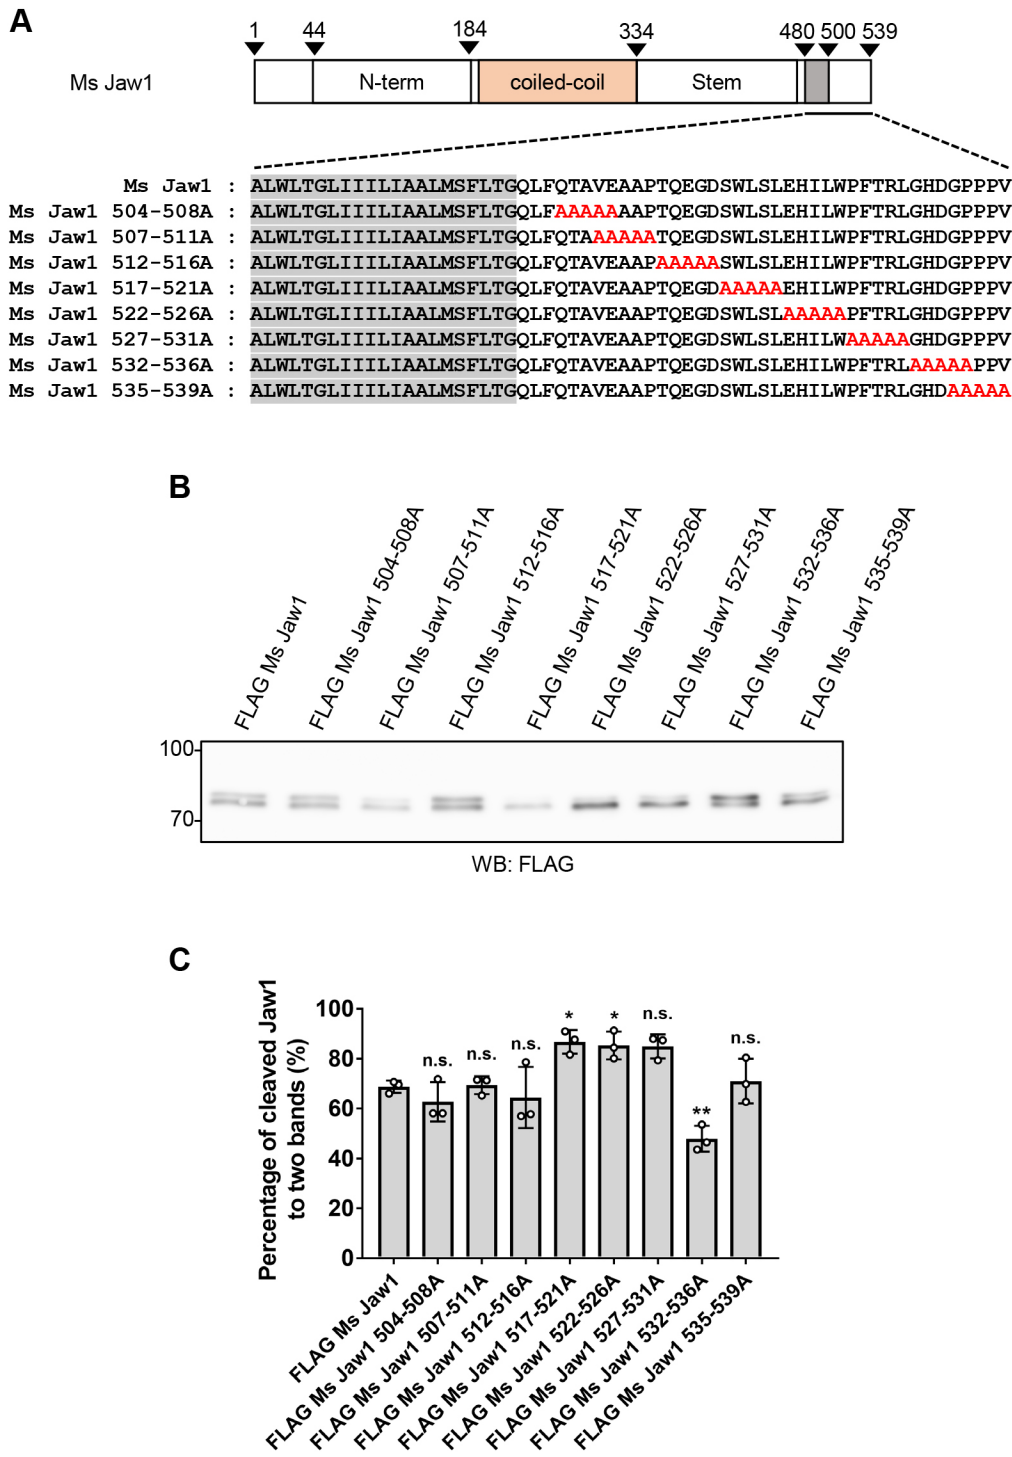 A
1 44 184 334 480 500 539
Ms Jaw1 N-term coiled-coil Stem
Ms Jaw1 : ALWLTGLIIIILIAALMSFLTGQLFQTAVEAAPTQEGDSWLSLEHILWPFTRLGHDGPPPV
Ms Jaw1 504-508A : ALWLTGLIIIILIAALMSFLTGQLFAAAAAAAPTQEGDSWLSLEHILWPFTRLGHDGPPPV
Ms Jaw1 507-511A : ALWLTGLIIIILIAALMSFLTGQLFQTAAAAAATQEGDSWLSLEHILWPFTRLGHDGPPPV
Ms Jaw1 512-516A : ALWLTGLIIIILIAALMSFLTGQLFQTAVEAAPAAAAASWLSLEHILWPFTRLGHDGPPPV
Ms Jaw1 517-521A : ALWLTGLIIIILIAALMSFLTGQLFQTAVEAAPTQEGDAAAAAEHILWPFTRLGHDGPPPV
Ms Jaw1 522-526A : ALWLTGLIIIILIAALMSFLTGQLFQTAVEAAPTQEGDSWLSLAAAAAPFTRLGHDGPPPV
Ms Jaw1 527-531A : ALWLTGLIIIILIAALMSFLTGQLFQTAVEAAPTQEGDSWLSLEHILWAAAAAGHDGPPPV
Ms Jaw1 532-536A : ALWLTGLIIIILIAALMSFLTGQLFQTAVEAAPTQEGDSWLSLEHILWPFTRLAAAAAPPV
Ms Jaw1 535-539A : ALWLTGLIIIILIAALMSFLTGQLFQTAVEAAPTQEGDSWLSLEHILWPFTRLGHDAAAAA
B
FLAG Ms Jaw1
FLAG Ms Jaw1 504-508A
FLAG Ms Jaw1 507-511A
FLAG Ms Jaw1 512-516A
FLAG Ms Jaw1 517-521A
FLAG Ms Jaw1 522-526A
FLAG Ms Jaw1 527-531A
FLAG Ms Jaw1 532-536A
FLAG Ms Jaw1 535-539A
100
70
WB: FLAG
C
Percentage of cleaved Jaw1
to two bands (%)
100
80
60
40
20
0
n.s. n.s. n.s. * * n.s. ** n.s.
FLAG Ms Jaw1
FLAG Ms Jaw1 504-508A
FLAG Ms Jaw1 507-511A
FLAG Ms Jaw1 512-516A
FLAG Ms Jaw1 517-521A
FLAG Ms Jaw1 522-526A
FLAG Ms Jaw1 527-531A
FLAG Ms Jaw1 532-536A
FLAG Ms Jaw1 535-539A